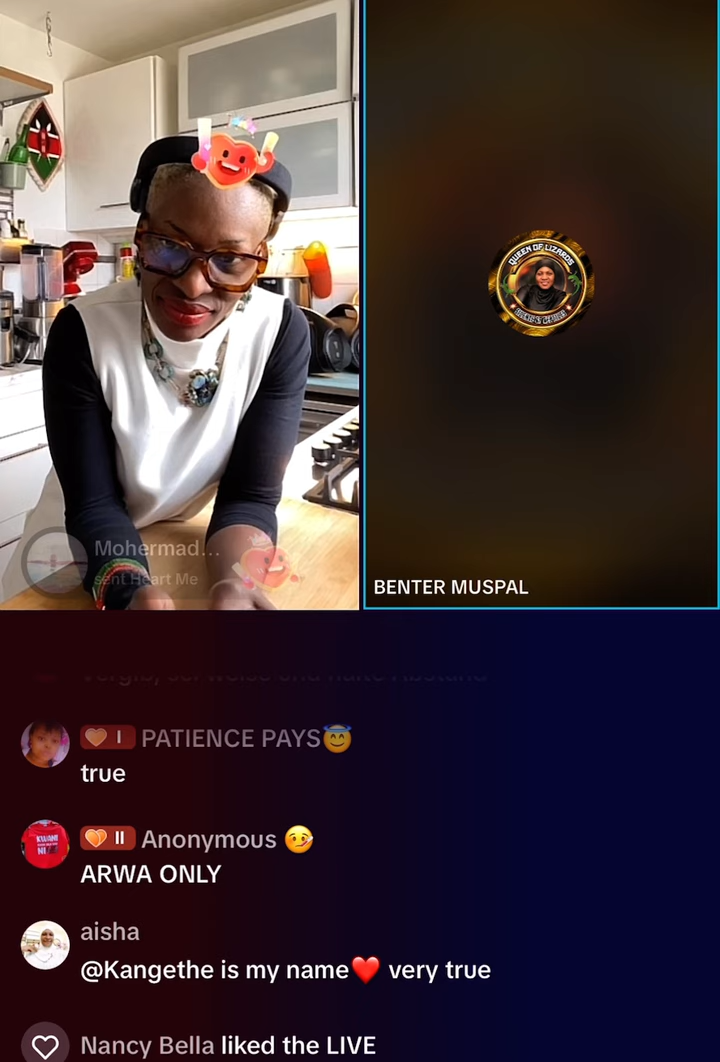 QUEEN OF LIZARDS
Mohermad...
sent Heart Me
BENTER MUSPAL
I PATIENCE PAYS😇
true
II Anonymous 🤒
ARWA ONLY
aisha
@Kangethe is my name❤️ very true
Nancy Bella liked the LIVE